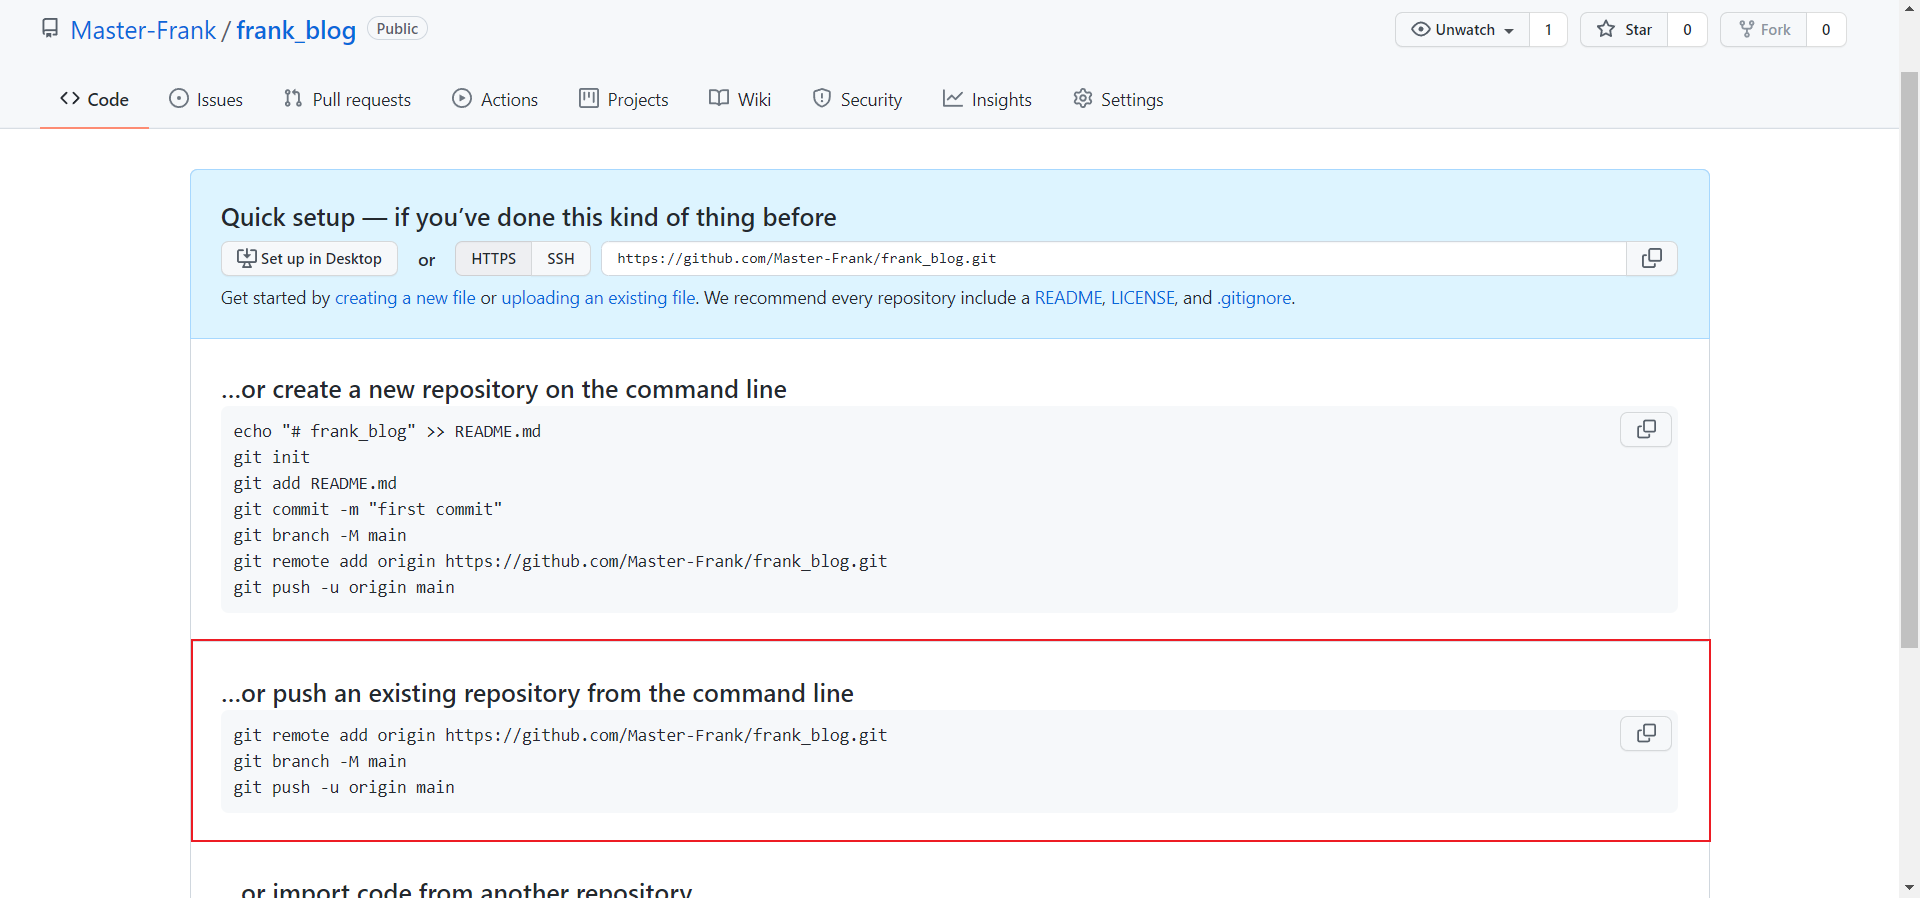 Master-Frank / frank_blog Public
Unwatch 1 Star 0 Fork 0
Code Issues Pull requests Actions Projects Wiki Security Insights Settings
Quick setup — if you’ve done this kind of thing before
Set up in Desktop or HTTPS SSH https://github.com/Master-Frank/frank_blog.git
Get started by creating a new file or uploading an existing file. We recommend every repository include a README, LICENSE, and .gitignore.
…or create a new repository on the command line
echo "# frank_blog" >> README.md
git init
git add README.md
git commit -m "first commit"
git branch -M main
git remote add origin https://github.com/Master-Frank/frank_blog.git
git push -u origin main
…or push an existing repository from the command line
git remote add origin https://github.com/Master-Frank/frank_blog.git
git branch -M main
git push -u origin main
or import code from another repository